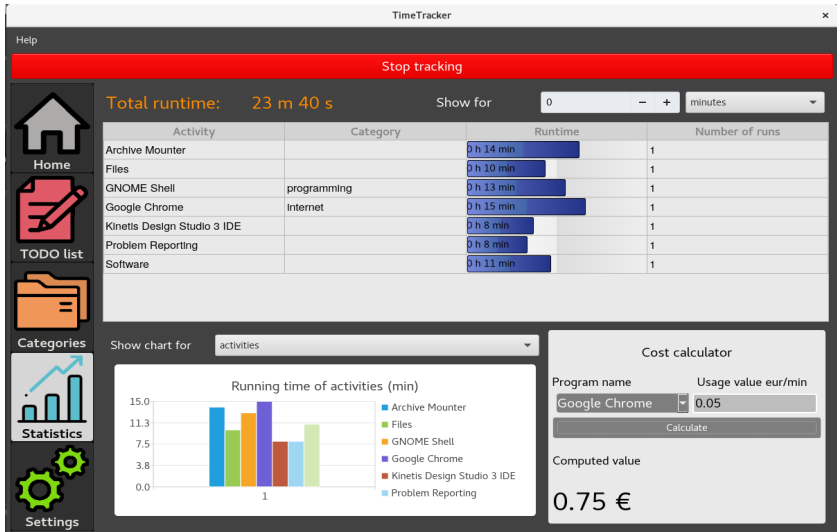 TimeTracker ×
Help
Stop tracking
Total runtime: 23 m 40 s Show for 0 − + minutes
Activity Category Runtime Number of runs
Archive Mounter 0 h 14 min 1
Files 0 h 10 min 1
GNOME Shell programming 0 h 13 min 1
Google Chrome internet 0 h 15 min 1
Kinetis Design Studio 3 IDE 0 h 8 min 1
Problem Reporting 0 h 8 min 1
Software 0 h 11 min 1
Home
TODO list
Categories
Statistics
Settings
Show chart for activities
Running time of activities (min)
15.0
11.3
7.5
3.8
0.0
1
Archive Mounter
Files
GNOME Shell
Google Chrome
Kinetis Design Studio 3 IDE
Problem Reporting
Cost calculator
Program name Usage value eur/min
Google Chrome 0.05
Calculate
Computed value
0.75 €